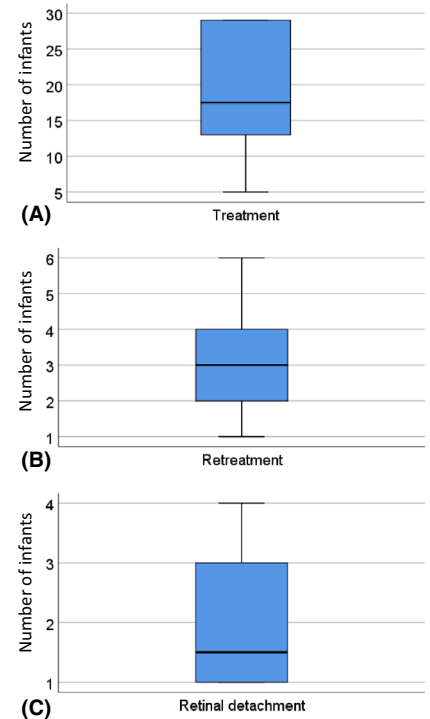 Number of infants
30
25
20
15
10
5
(A)
Treatment
Number of infants
6
5
4
3
2
1
(B)
Retreatment
Number of infants
4
3
2
1
(C)
Retinal detachment